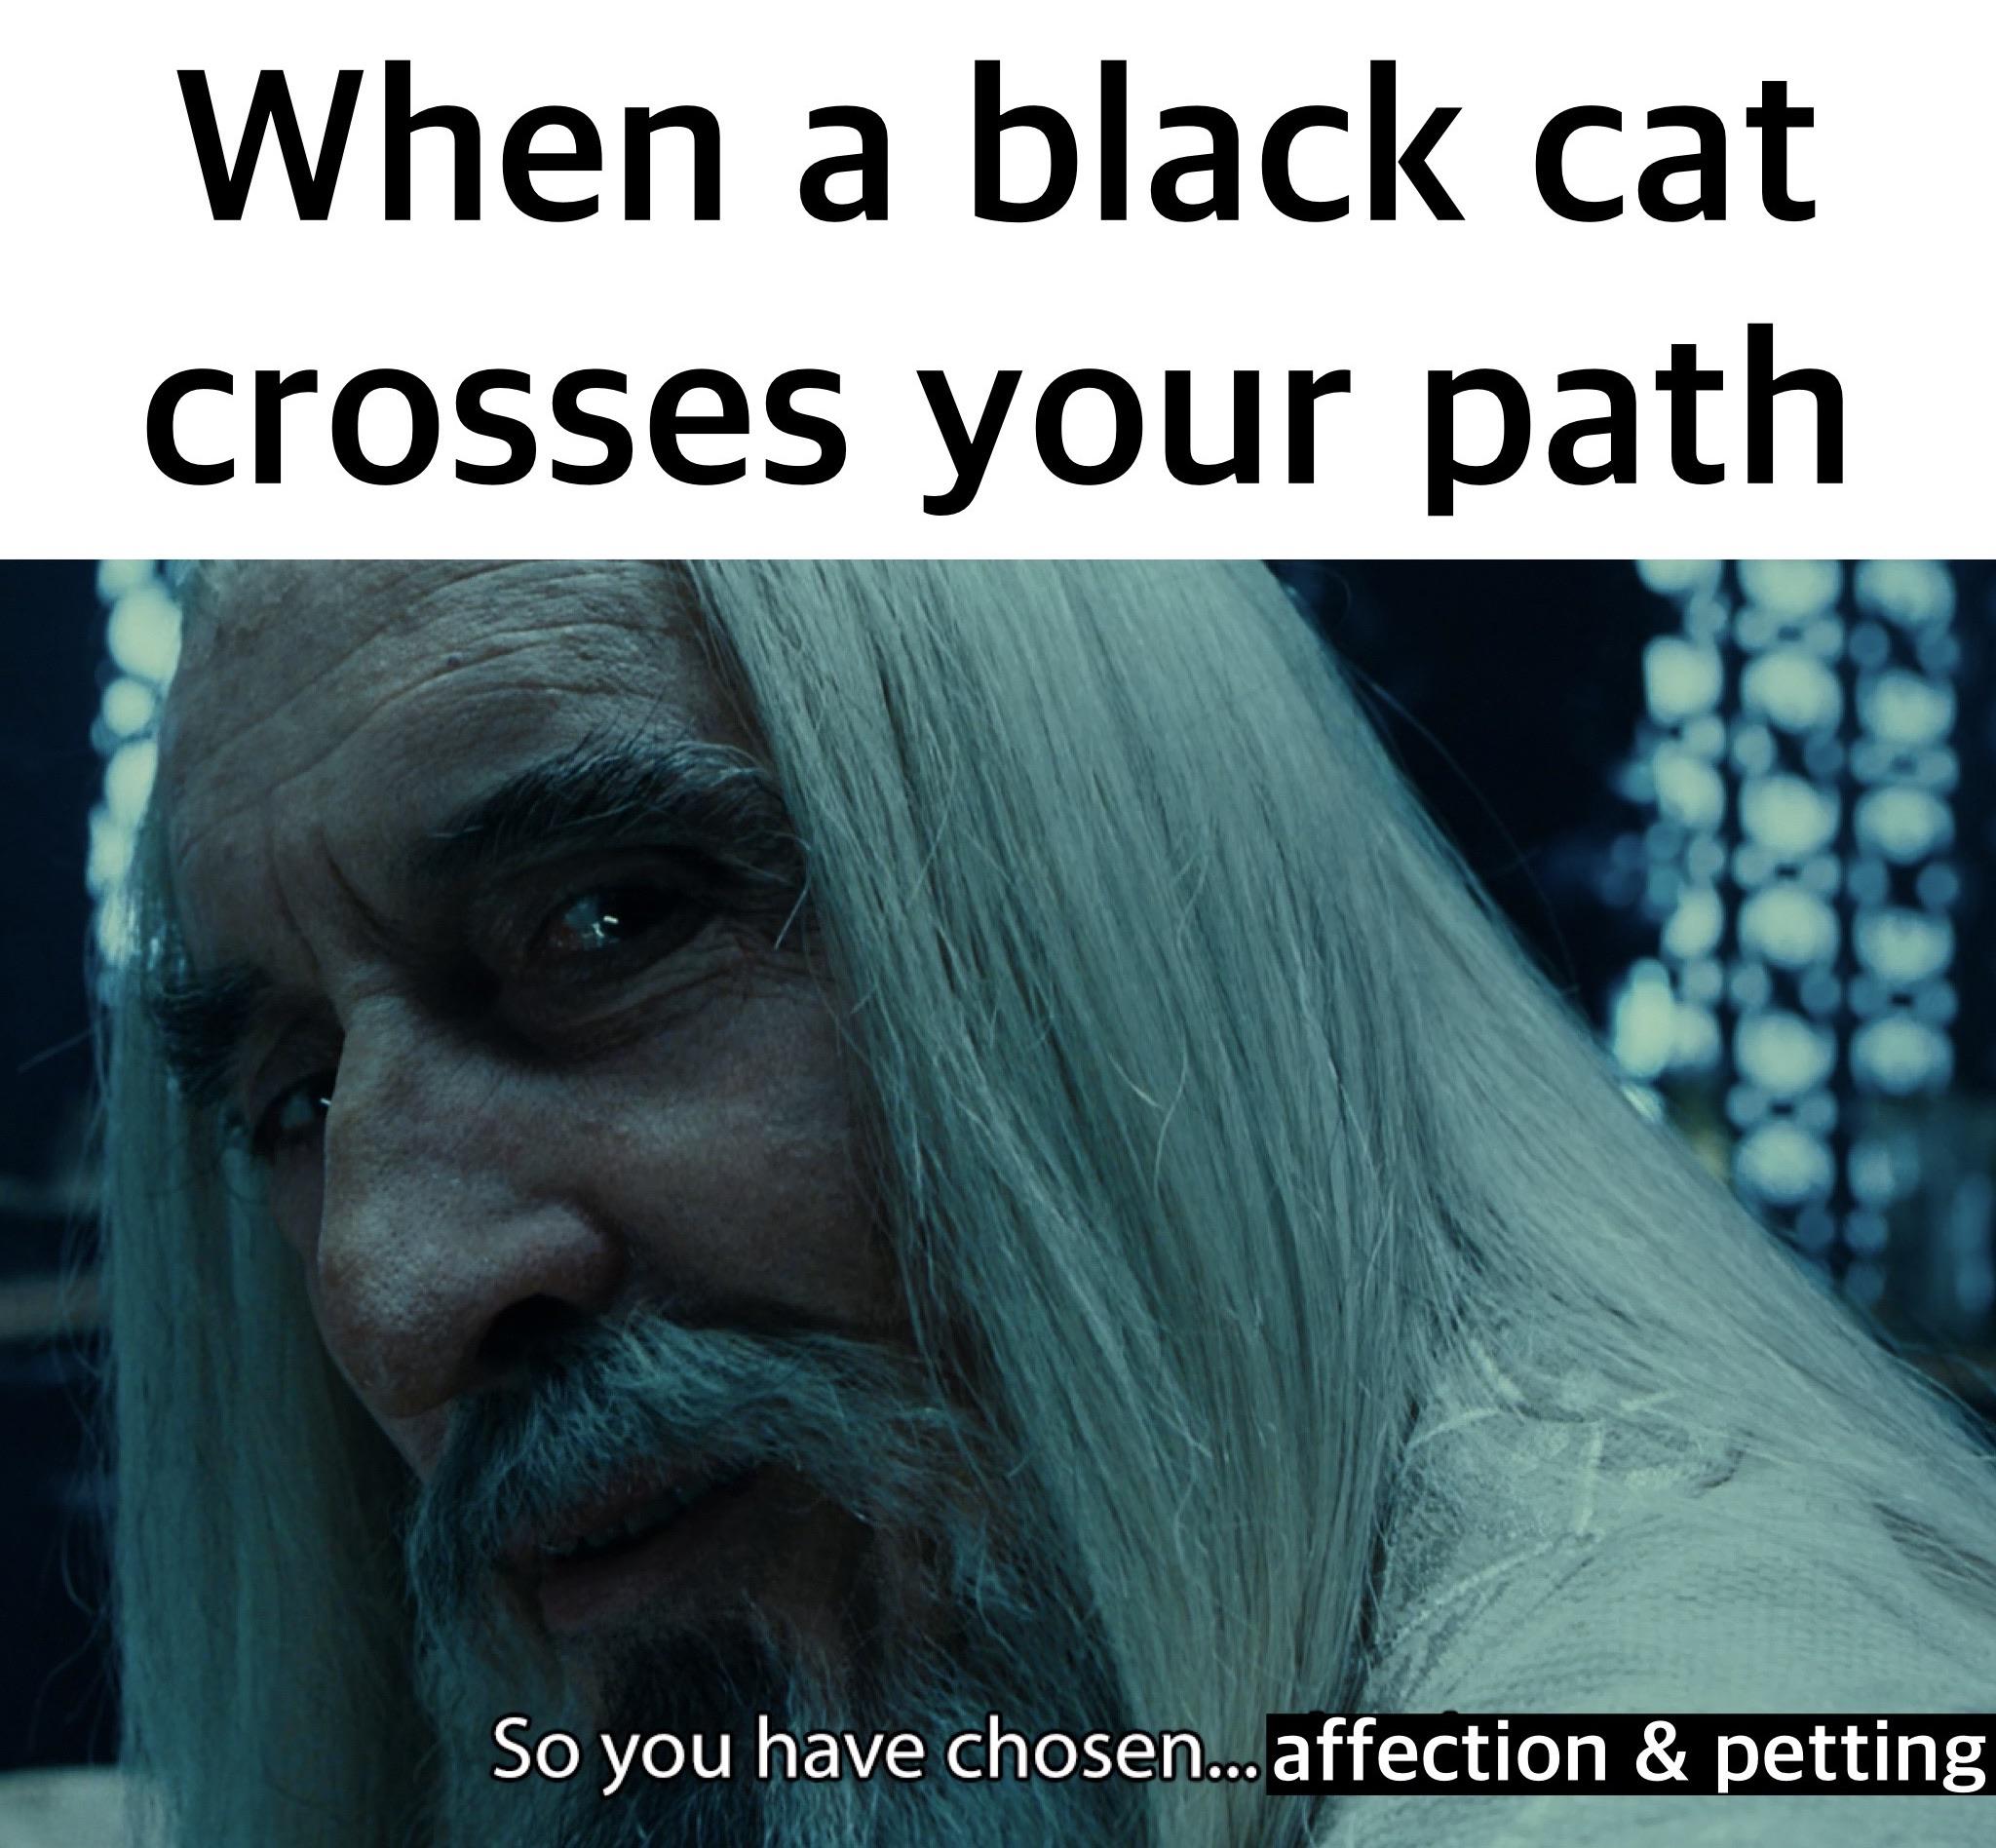 When a black cat
crosses your path
So you have chosen... affection & petting